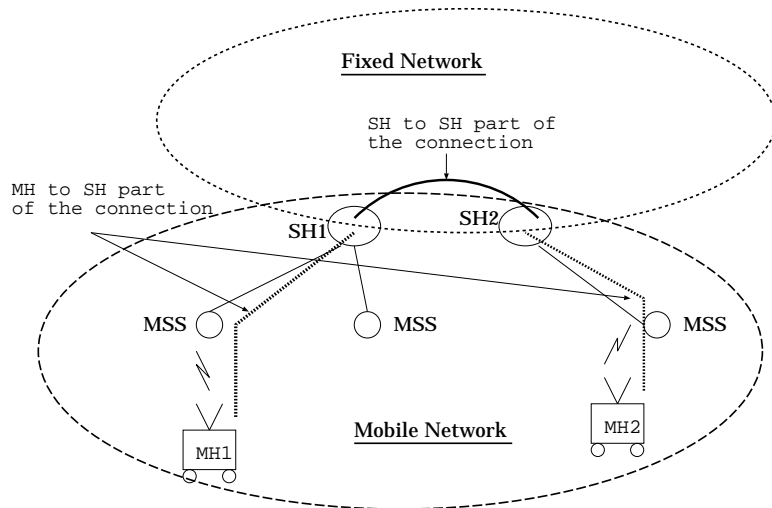 Fixed Network
SH to SH part of
the connection
MH to SH part
of the connection
SH1
SH2
MSS
MSS
MSS
MH1
MH2
Mobile Network